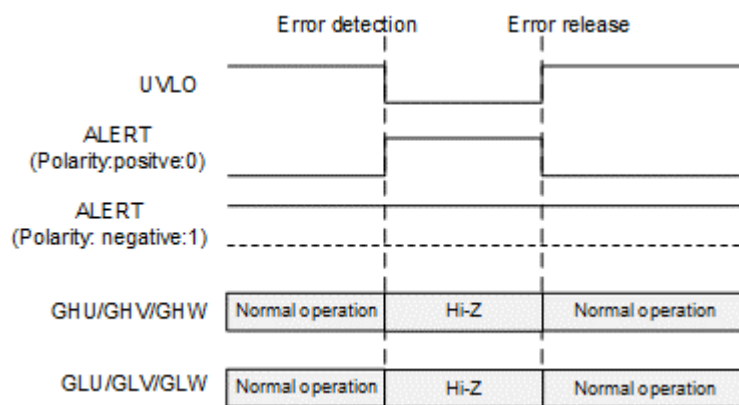 Error detection
Error release
UVLO
ALERT
(Polarity:positve:0)
ALERT
(Polarity: negative:1)
GHU/GHV/GHW
Normal operation
Hi-Z
Normal operation
GLU/GLV/GLW
Normal operation
Hi-Z
Normal operation